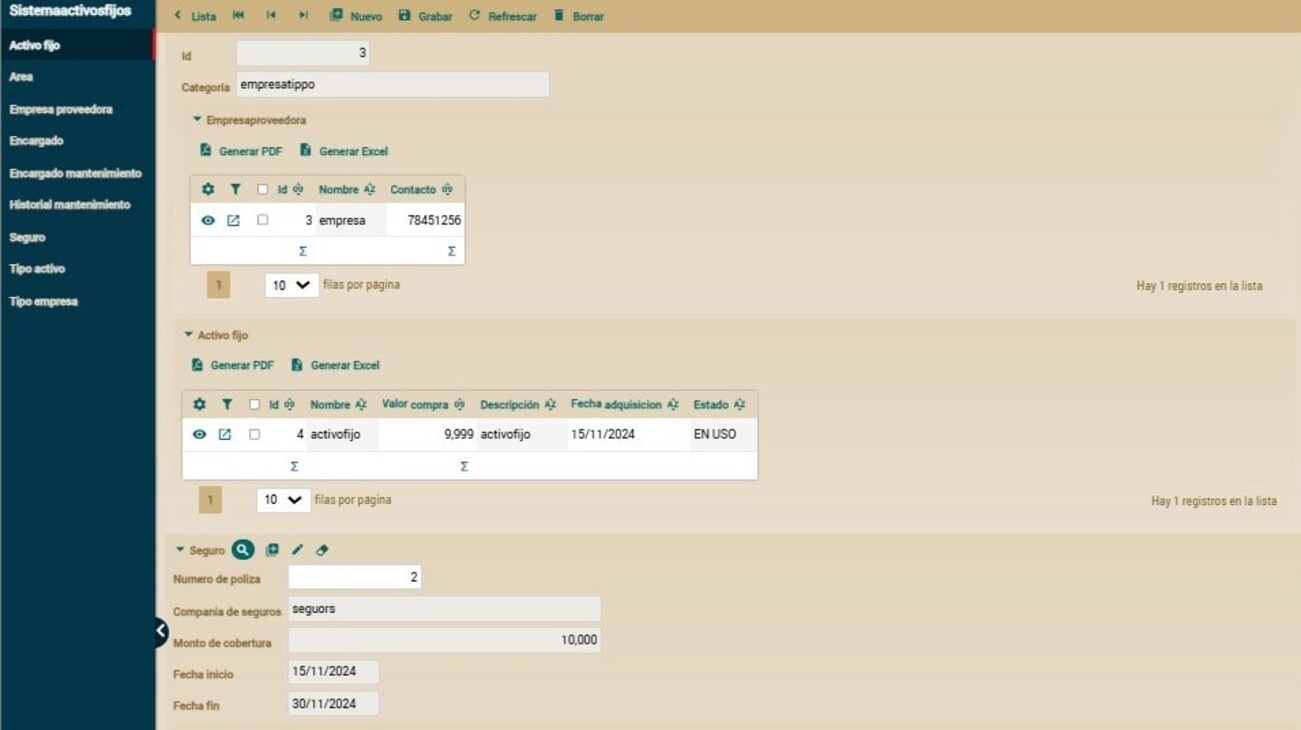 Sistemaactivosfijos
Activo fijo
Area
Empresa proveedora
Encargado
Encargado mantenimiento
Historial mantenimiento
Seguro
Tipo activo
Tipo empresa
Lista Nuevo Grabar Refrescar Borrar
Id 3
Categoría empresatippo
Empresaproveedora
Generar PDF Generar Excel
Id Nombre Contacto
3 empresa 78451256
Σ Σ
1 10 filas por página Hay 1 registros en la lista
Activo fijo
Generar PDF Generar Excel
Id Nombre Valor compra Descripción Fecha adquisicion Estado
4 activofijo 9,999 activofijo 15/11/2024 EN USO
Σ Σ
1 10 filas por página Hay 1 registros en la lista
Seguro
Numero de poliza 2
Compania de seguros seguors
Monto de cobertura 10,000
Fecha inicio 15/11/2024
Fecha fin 30/11/2024